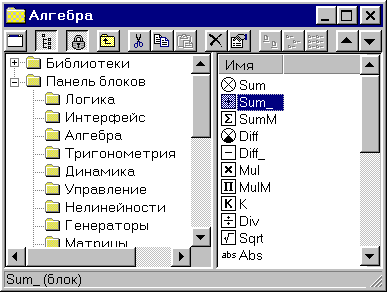 Алгебра
Библиотеки
Панель блоков
Логика
Интерфейс
Алгебра
Тригонометрия
Динамика
Управление
Нелинейности
Генераторы
Матрицы
Имя
Sum
Sum_
Σ SumM
Diff
Diff_
Mul
Π MulM
K K
÷ Div
√ Sqrt
abs Abs
Sum_ (блок)